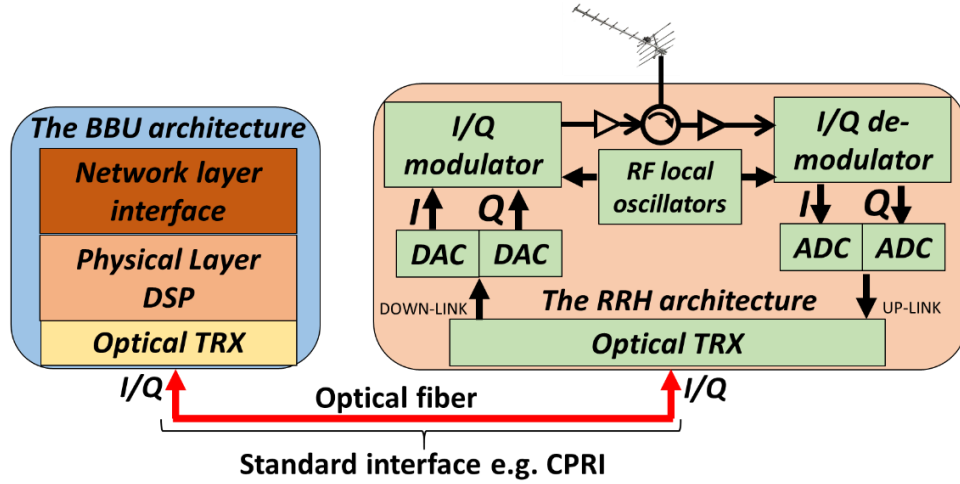 The BBU architecture
Network layer
interface
Physical Layer
DSP
Optical TRX
I/Q
modulator
I/Q de-
modulator
RF local
oscillators
I
Q
I
Q
DAC
DAC
ADC
ADC
DOWN-LINK
The RRH architecture
UP-LINK
Optical TRX
I/Q
Optical fiber
I/Q
Standard interface e.g. CPRI